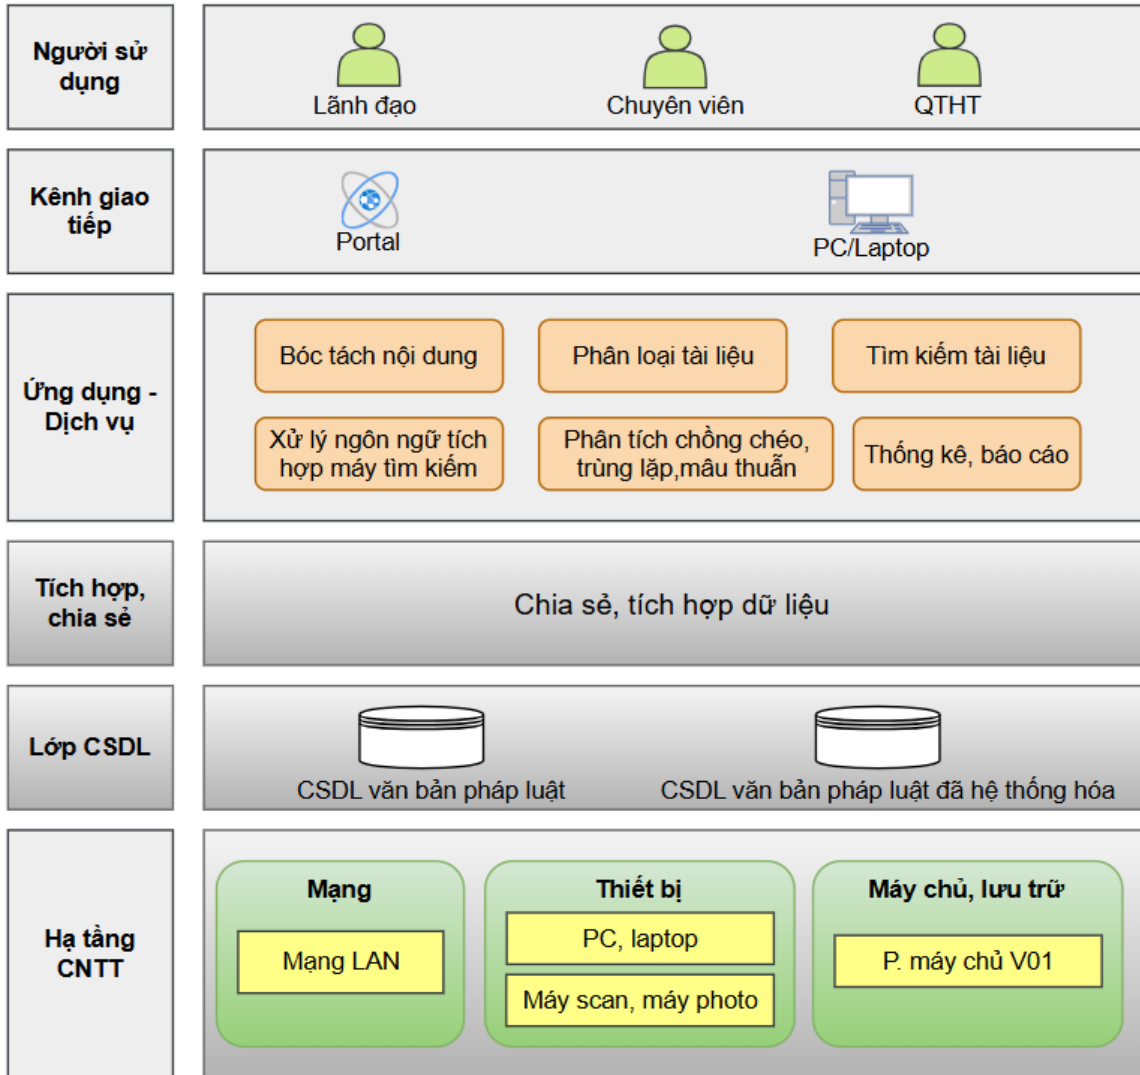 Người sử
dụng
Lãnh đạo
Chuyên viên
QTHT
Kênh giao
tiếp
Portal
PC/Laptop
Ứng dụng -
Dịch vụ
Bóc tách nội dung
Phân loại tài liệu
Tìm kiếm tài liệu
Xử lý ngôn ngữ tích
hợp máy tìm kiếm
Phân tích chồng chéo,
trùng lặp,mâu thuẫn
Thống kê, báo cáo
Tích hợp,
chia sẻ
Chia sẻ, tích hợp dữ liệu
Lớp CSDL
CSDL văn bản pháp luật
CSDL văn bản pháp luật đã hệ thống hóa
Hạ tầng
CNTT
Mạng
Mạng LAN
Thiết bị
PC, laptop
Máy scan, máy photo
Máy chủ, lưu trữ
P. máy chủ V01